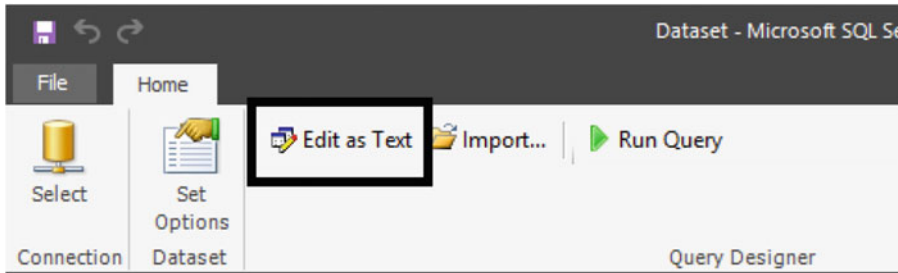 Dataset - Microsoft SQL Se
File Home
Edit as Text Import... Run Query
Select Set Options
Connection Dataset Query Designer